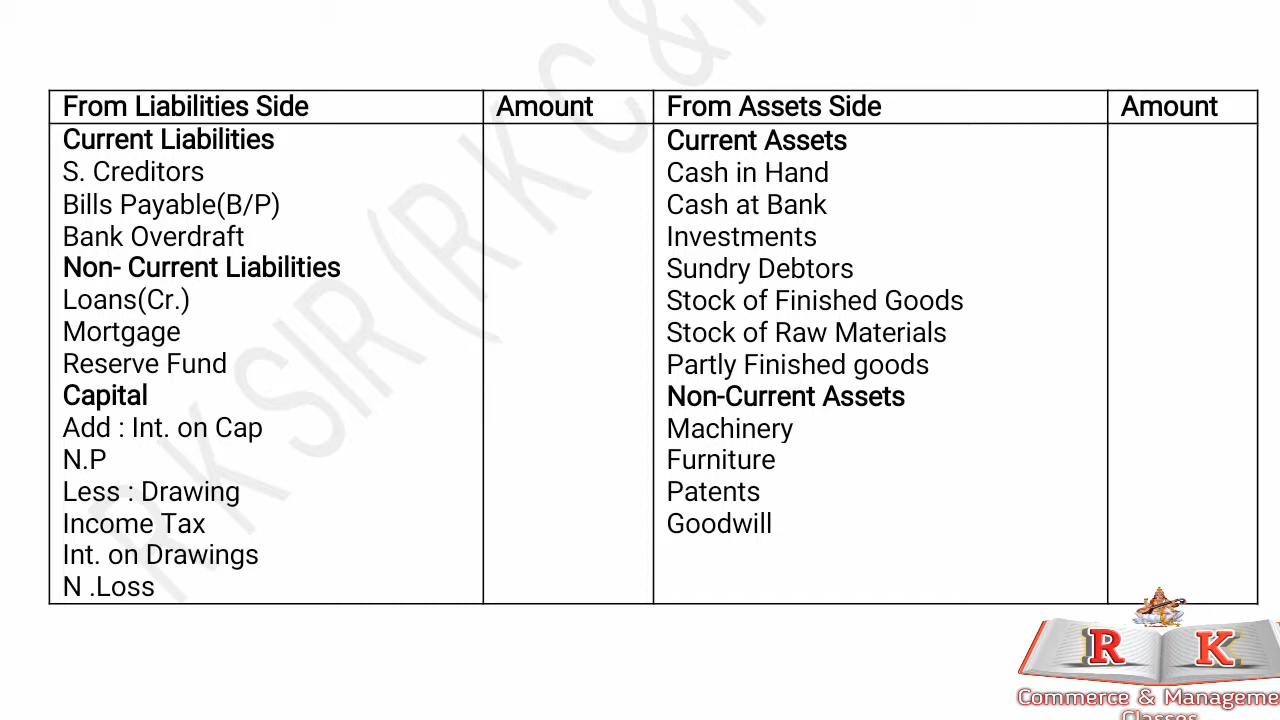 From Liabilities Side Amount From Assets Side Amount
Current Liabilities
S. Creditors
Bills Payable(B/P)
Bank Overdraft
Non- Current Liabilities
Loans(Cr.)
Mortgage
Reserve Fund
Capital
Add : Int. on Cap
N.P
Less : Drawing
Income Tax
Int. on Drawings
N .Loss
Current Assets
Cash in Hand
Cash at Bank
Investments
Sundry Debtors
Stock of Finished Goods
Stock of Raw Materials
Partly Finished goods
Non-Current Assets
Machinery
Furniture
Patents
Goodwill
R K SIR (R K C &
R K
Commerce & Manageme
Classes